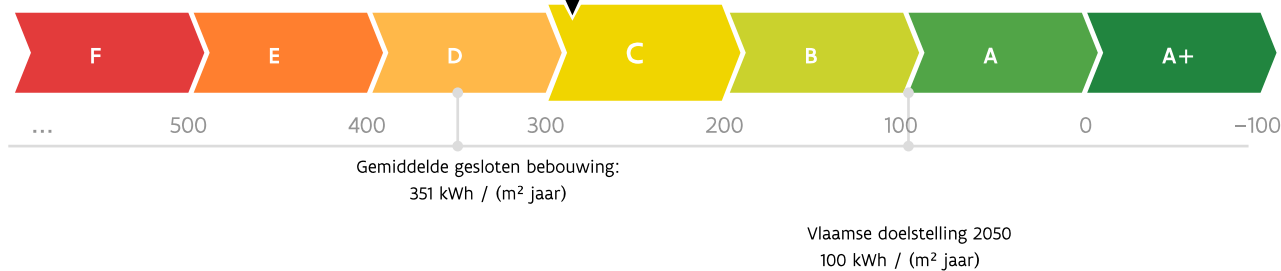 F E D C B A A+
... 500 400 300 200 100 0 –100
Gemiddelde gesloten bebouwing:
351 kWh / (m² jaar)
Vlaamse doelstelling 2050
100 kWh / (m² jaar)